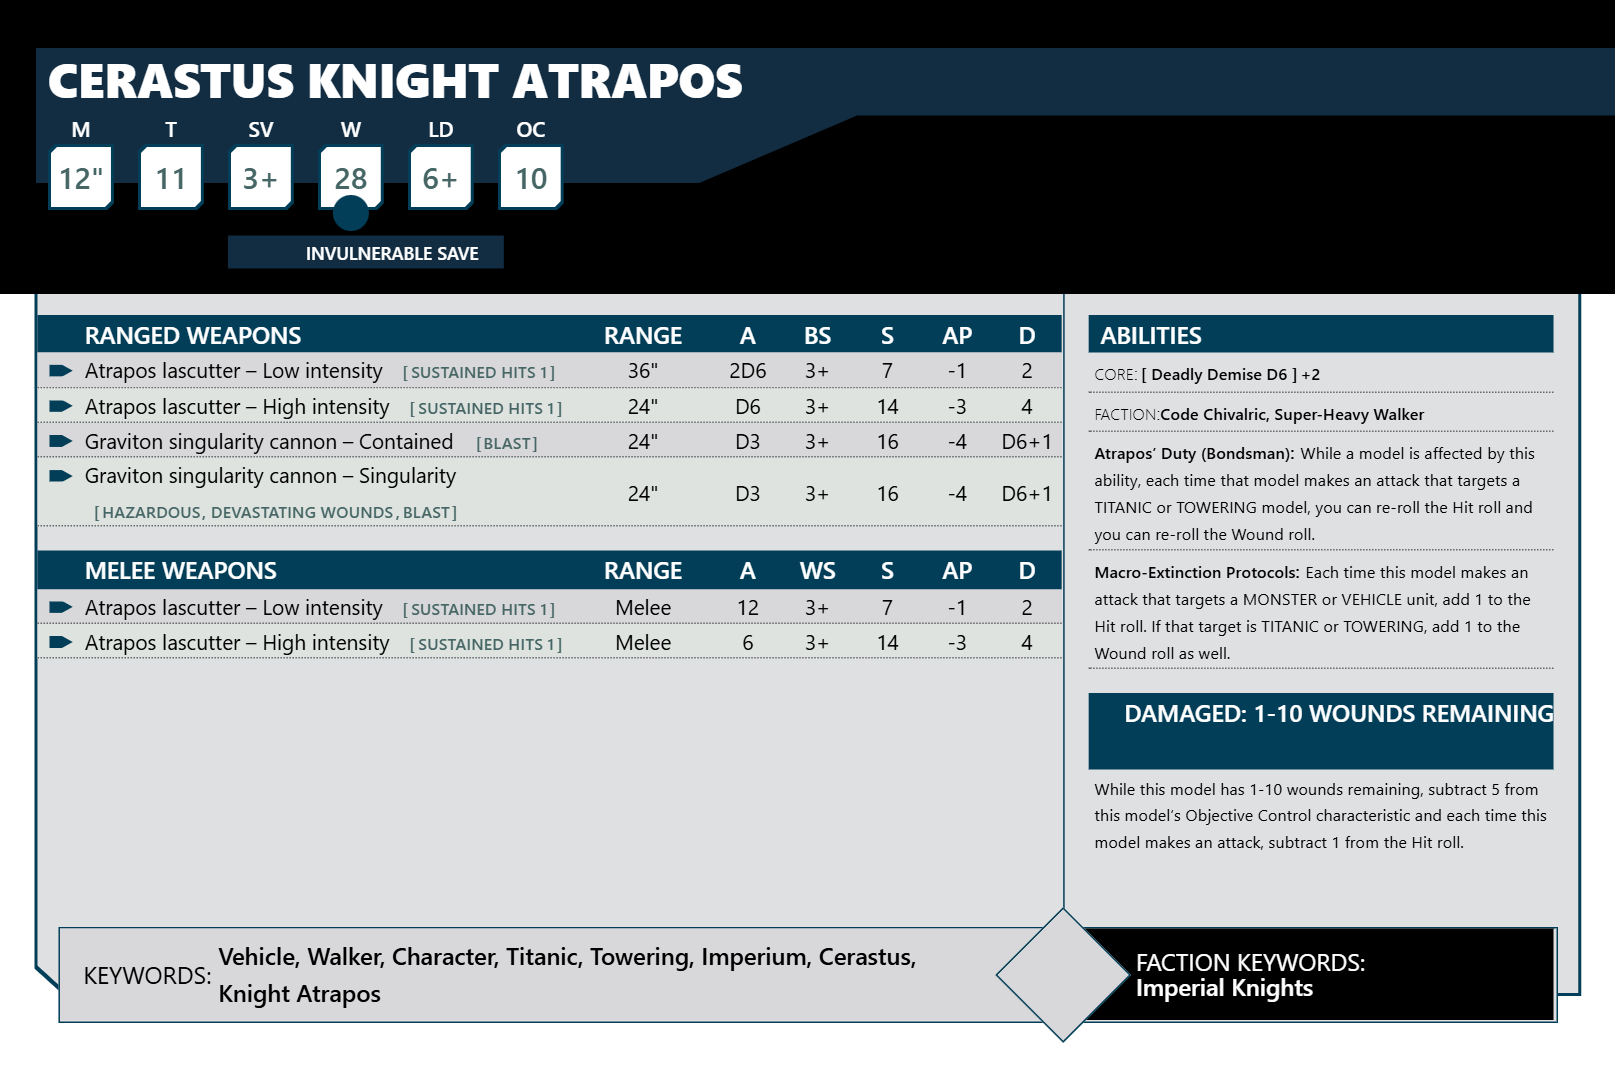 CERASTUS KNIGHT ATRAPOS
M T SV W LD OC
12" 11 3+ 28 6+ 10
INVULNERABLE SAVE
RANGED WEAPONS RANGE A BS S AP D
Atrapos lascutter – Low intensity [SUSTAINED HITS 1] 36" 2D6 3+ 7 -1 2
Atrapos lascutter – High intensity [SUSTAINED HITS 1] 24" D6 3+ 14 -3 4
Graviton singularity cannon – Contained [BLAST] 24" D3 3+ 16 -4 D6+1
Graviton singularity cannon – Singularity
[HAZARDOUS, DEVASTATING WOUNDS, BLAST] 24" D3 3+ 16 -4 D6+1
MELEE WEAPONS RANGE A WS S AP D
Atrapos lascutter – Low intensity [SUSTAINED HITS 1] Melee 12 3+ 7 -1 2
Atrapos lascutter – High intensity [SUSTAINED HITS 1] Melee 6 3+ 14 -3 4
ABILITIES
CORE: [ Deadly Demise D6 ] +2
FACTION:Code Chivalric, Super-Heavy Walker
Atrapos’ Duty (Bondsman): While a model is affected by this
ability, each time that model makes an attack that targets a
TITANIC or TOWERING model, you can re-roll the Hit roll and
you can re-roll the Wound roll.
Macro-Extinction Protocols: Each time this model makes an
attack that targets a MONSTER or VEHICLE unit, add 1 to the
Hit roll. If that target is TITANIC or TOWERING, add 1 to the
Wound roll as well.
DAMAGED: 1-10 WOUNDS REMAINING
While this model has 1-10 wounds remaining, subtract 5 from
this model’s Objective Control characteristic and each time this
model makes an attack, subtract 1 from the Hit roll.
KEYWORDS: Vehicle, Walker, Character, Titanic, Towering, Imperium, Cerastus,
Knight Atrapos
FACTION KEYWORDS:
Imperial Knights